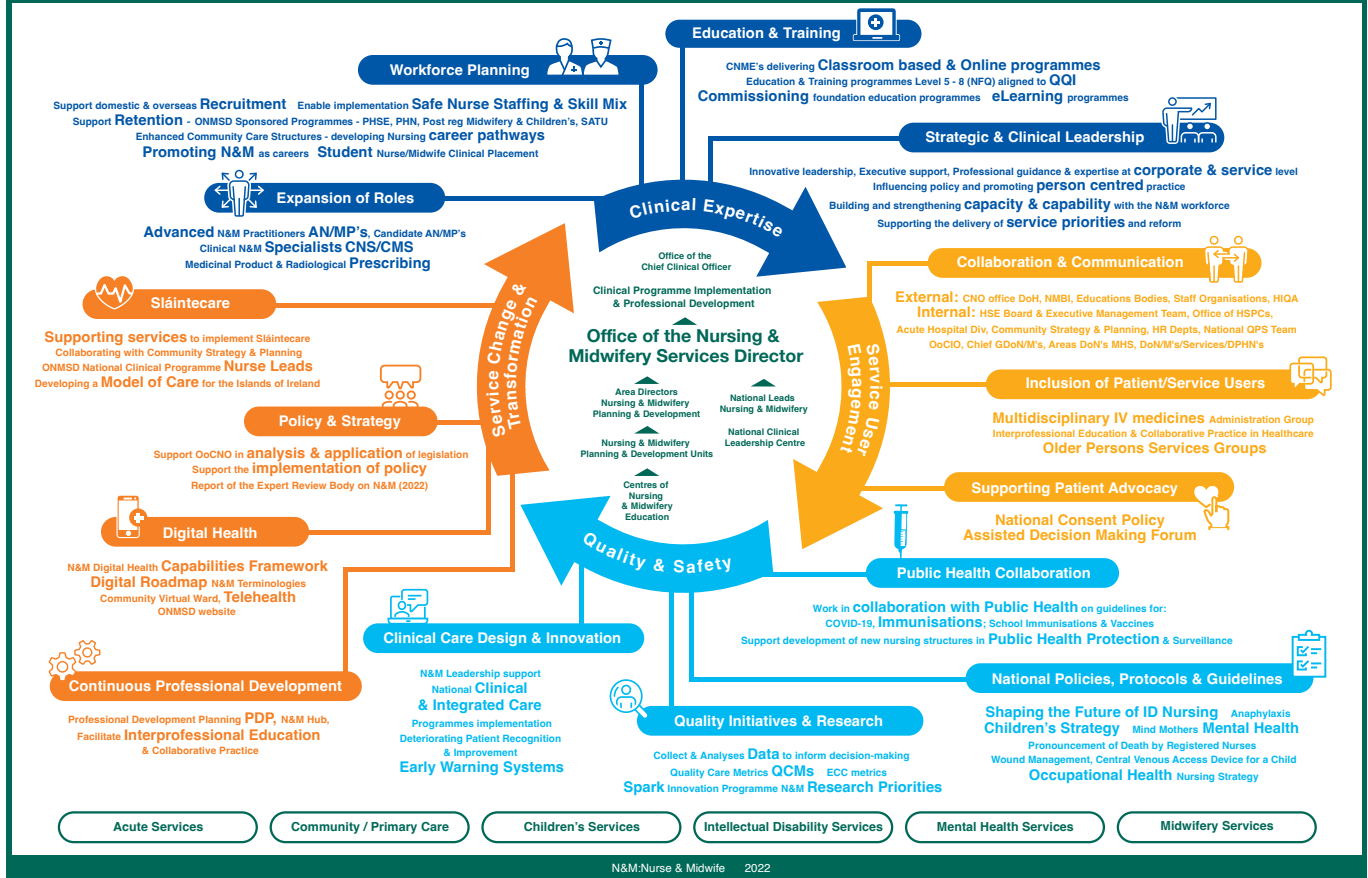 Education & Training
CNME's delivering Classroom based & Online programmes
Education & Training programmes Level 5 - 8 (NFQ) aligned to QQI
Commissioning foundation education programmes eLearning programmes
Workforce Planning
Support domestic & overseas Recruitment Enable implementation Safe Nurse Staffing & Skill Mix
Support Retention - ONMSD Sponsored Programmes - PHSE, PHN, Post reg Midwifery & Children's, SATU
Enhanced Community Care Structures - developing Nursing career pathways
Promoting N&M as careers Student Nurse/Midwife Clinical Placement
Strategic & Clinical Leadership
Innovative leadership, Executive support, Professional guidance & expertise at corporate & service level
Influencing policy and promoting person centred practice
Building and strengthening capacity & capability with the N&M workforce
Supporting the delivery of service priorities and reform
Expansion of Roles
Advanced N&M Practitioners AN/MP's, Candidate AN/MP's
Clinical N&M Specialists CNS/CMS
Medicinal Product & Radiological Prescribing
Clinical Expertise
Office of the
Chief Clinical Officer
Clinical Programme Implementation
& Professional Development
Office of the Nursing &
Midwifery Services Director
Area Directors
Nursing & Midwifery
Planning & Development
National Leads
Nursing & Midwifery
Nursing & Midwifery
Planning & Development Units
National Clinical
Leadership Centre
Centres of
Nursing
& Midwifery
Education
Service Change &
Transformation
Service User
Engagement
Quality & Safety
Collaboration & Communication
External: CNO office DoH, NMBI, Educations Bodies, Staff Organisations, HIQA
Internal: HSE Board & Executive Management Team, Office of HSPCs,
Acute Hospital Div, Community Strategy & Planning, HR Depts, National QPS Team
OoCIO, Chief GDoN/M's, Areas DoN's MHS, DoN/M's/Services/DPHN's
Sláintecare
Supporting services to implement Sláintecare
Collaborating with Community Strategy & Planning
ONMSD National Clinical Programme Nurse Leads
Developing a Model of Care for the Islands of Ireland
Inclusion of Patient/Service Users
Multidisciplinary IV medicines Administration Group
Interprofessional Education & Collaborative Practice in Healthcare
Older Persons Services Groups
Policy & Strategy
Support OoCNO in analysis & application of legislation
Support the implementation of policy
Report of the Expert Review Body on N&M (2022)
Supporting Patient Advocacy
National Consent Policy
Assisted Decision Making Forum
Digital Health
N&M Digital Health Capabilities Framework
Digital Roadmap N&M Terminologies
Community Virtual Ward, Telehealth
ONMSD website
Public Health Collaboration
Work in collaboration with Public Health on guidelines for:
COVID-19, Immunisations; School Immunisations & Vaccines
Support development of new nursing structures in Public Health Protection & Surveillance
Clinical Care Design & Innovation
N&M Leadership support
National Clinical
& Integrated Care
Programmes implementation
Deteriorating Patient Recognition
& Improvement
Early Warning Systems
Continuous Professional Development
Professional Development Planning PDP, N&M Hub,
Facilitate Interprofessional Education
& Collaborative Practice
National Policies, Protocols & Guidelines
Shaping the Future of ID Nursing Anaphylaxis
Children's Strategy Mind Mothers Mental Health
Pronouncement of Death by Registered Nurses
Wound Management, Central Venous Access Device for a Child
Occupational Health Nursing Strategy
Quality Initiatives & Research
Collect & Analyses Data to inform decision-making
Quality Care Metrics QCMs ECC metrics
Spark Innovation Programme N&M Research Priorities
Acute Services
Community / Primary Care
Children's Services
Intellectual Disability Services
Mental Health Services
Midwifery Services
N&M:Nurse & Midwife 2022